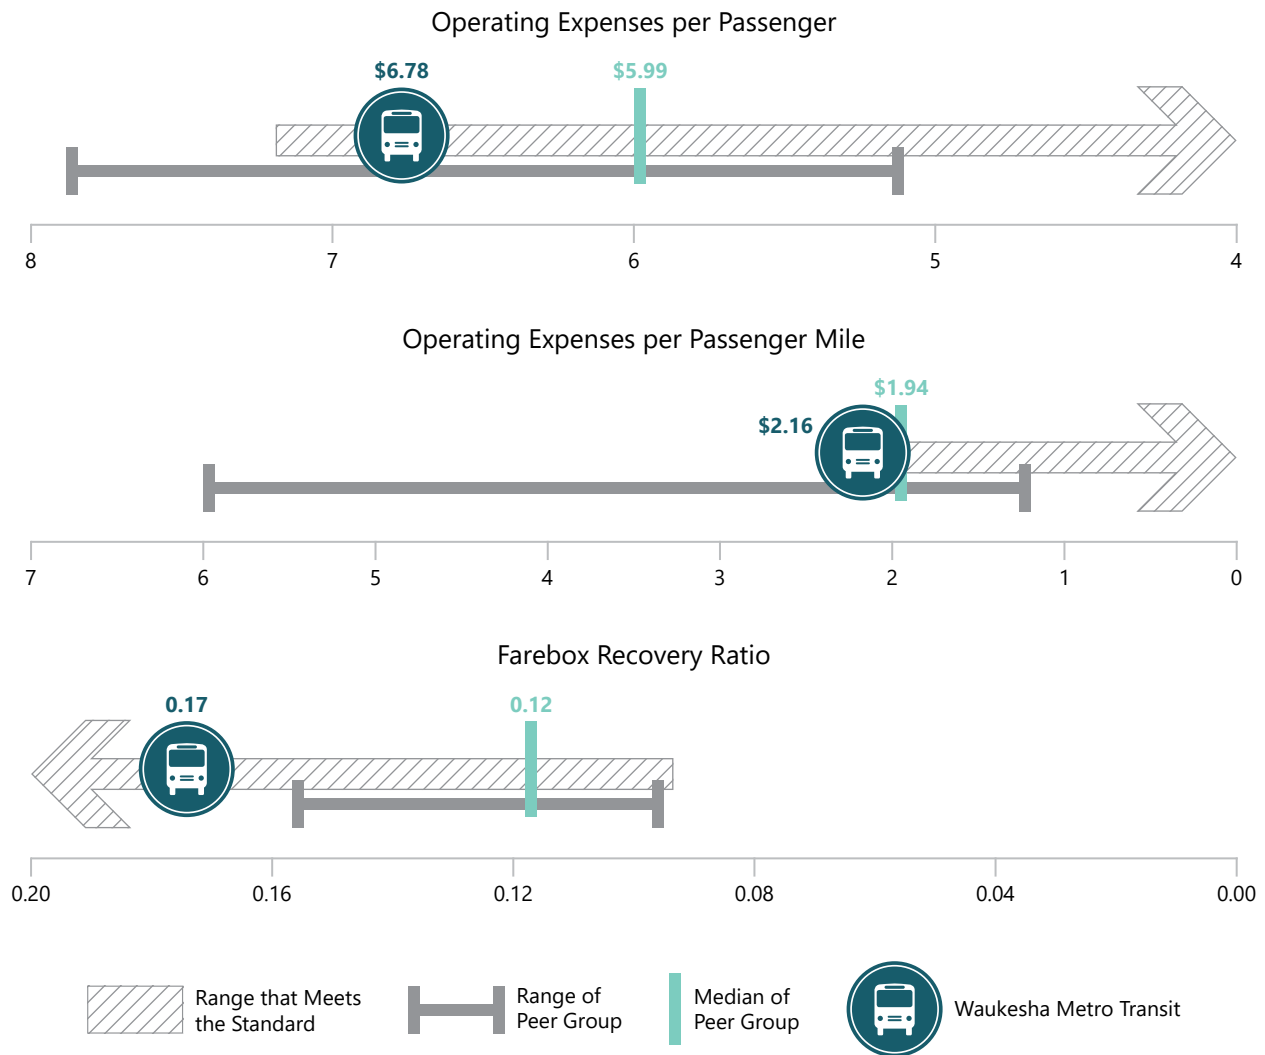 Operating Expenses per Passenger
$6.78
$5.99
8 7 6 5 4
Operating Expenses per Passenger Mile
$1.94
$2.16
7 6 5 4 3 2 1 0
Farebox Recovery Ratio
0.17
0.12
0.20 0.16 0.12 0.08 0.04 0.00
Range that Meets
the Standard
Range of
Peer Group
Median of
Peer Group
Waukesha Metro Transit